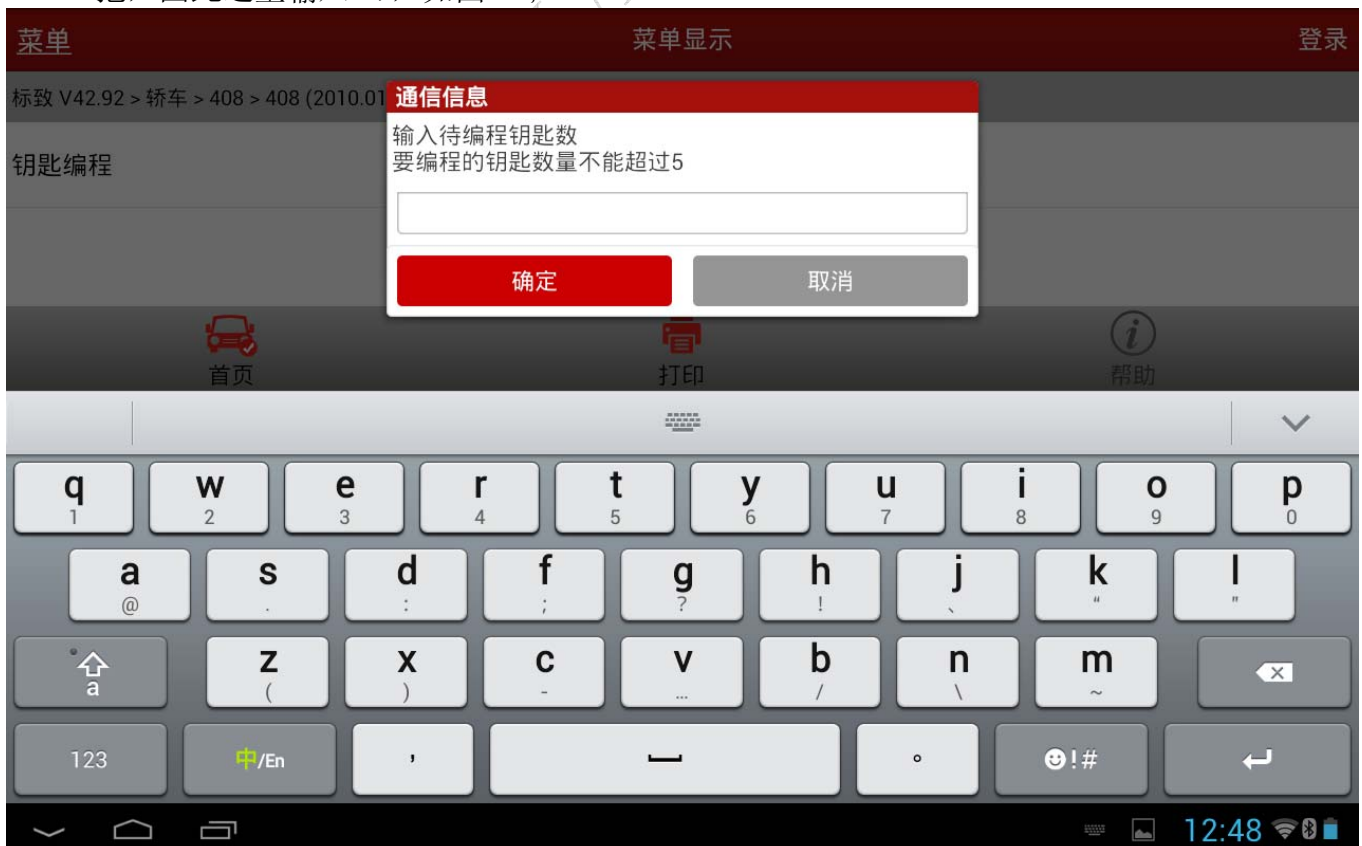 菜单
菜单显示
登录
标致 V42.92 > 轿车 > 408 > 408 (2010.01
通信信息
输入待编程钥匙数
要编程的钥匙数量不能超过5
钥匙编程
确定
取消
首页
打印
帮助
q w e r t y u i o p
1 2 3 4 5 6 7 8 9 0
a s d f g h j k l
@ . : ; ? ! 、 “ ”
a z x c v b n m
( ) - ... / \ ~
123 中/En , 。 !#
12:48